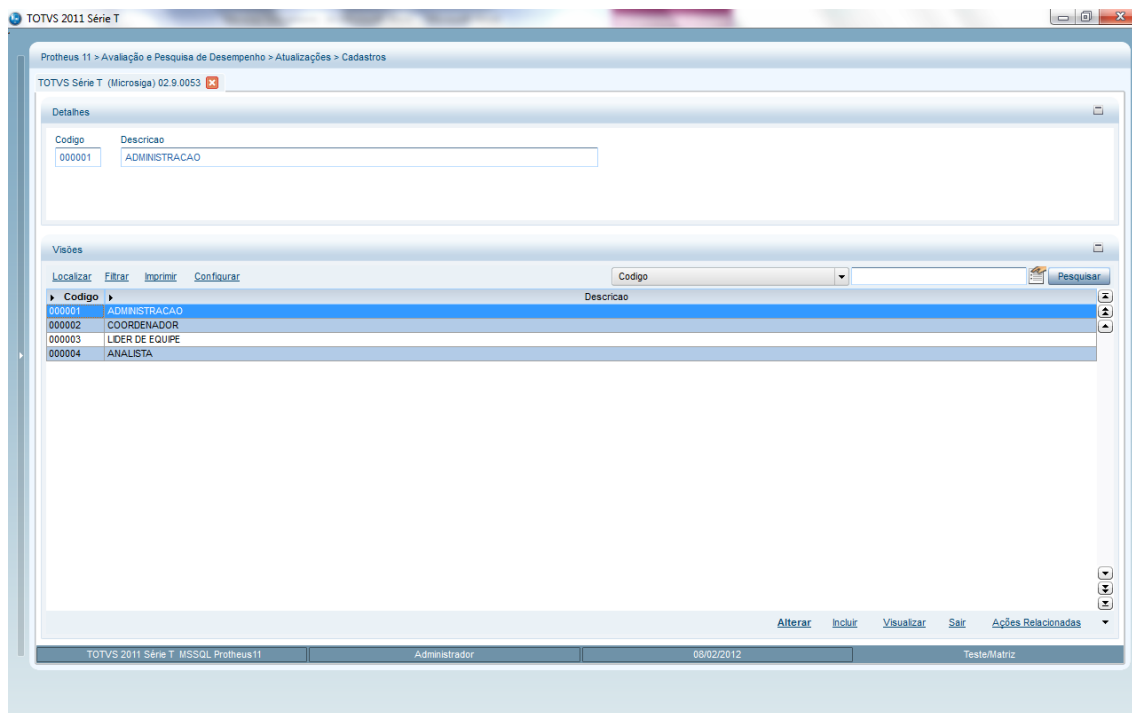 TOTVS 2011 Série T
Protheus 11 > Avaliação e Pesquisa de Desempenho > Atualizações > Cadastros
TOTVS Série T (Microsiga) 02.9.0053
Detalhes
Codigo Descricao
000001 ADMINISTRACAO
Visões
Localizar Filtrar Imprimir Configurar Codigo Pesquisar
Codigo Descricao
000001 ADMINISTRACAO
000002 COORDENADOR
000003 LIDER DE EQUIPE
000004 ANALISTA
Alterar Incluir Visualizar Sair Ações Relacionadas
TOTVS 2011 Série T MSSQL Protheus11 Administrador 08/02/2012 Teste/Matriz